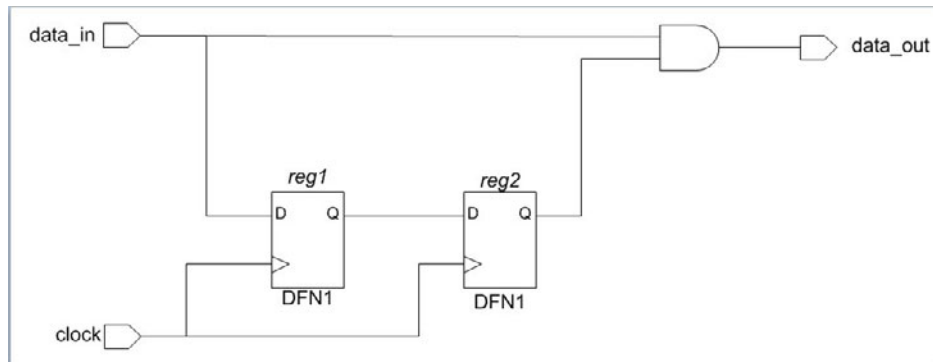 data_in
data_out
reg1
reg2
D
Q
D
Q
DFN1
DFN1
clock